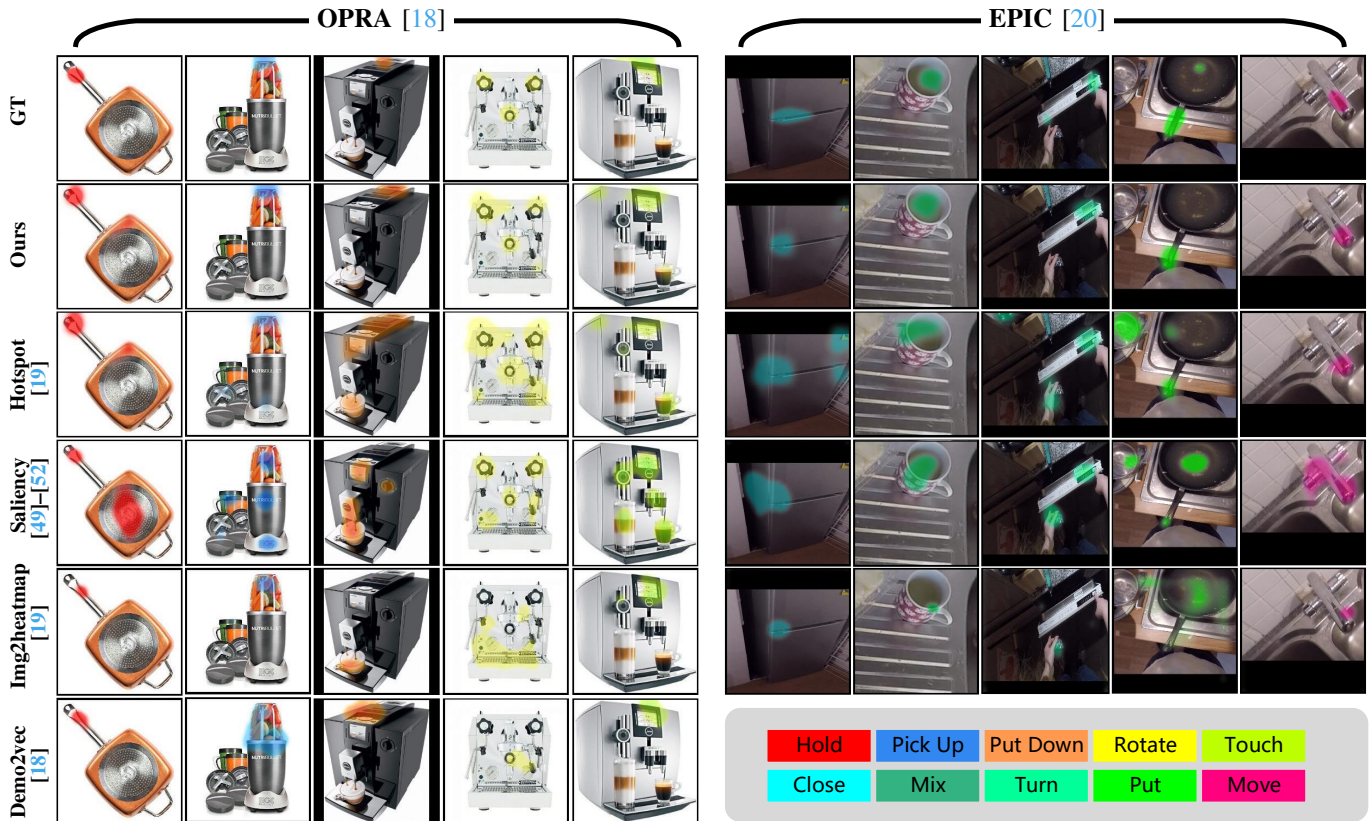 OPRA [18]
EPIC [20]
GT
Ours
Hotspot
[19]
Saliency
[49]–[52]
Img2heatmap
[19]
Demo2vec
[18]
Hold
Pick Up
Put Down
Rotate
Touch
Close
Mix
Turn
Put
Move